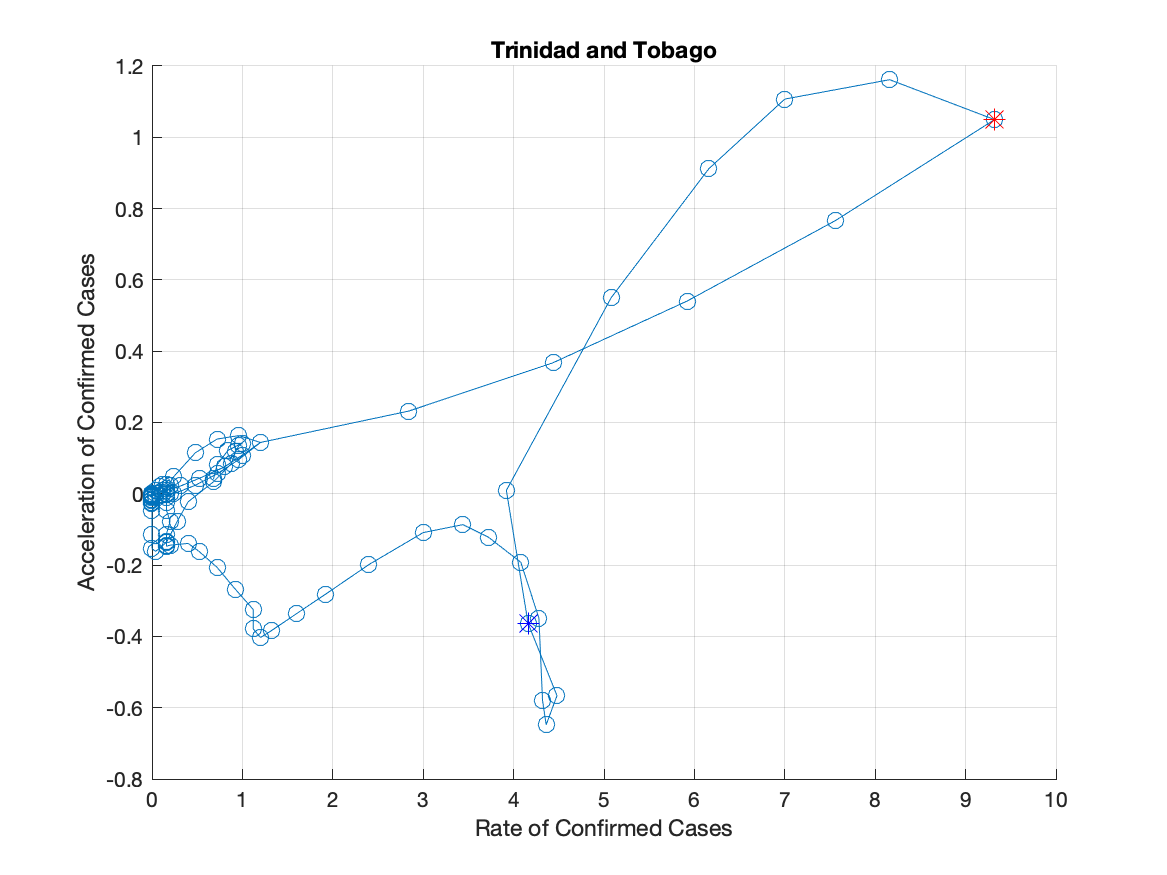 Trinidad and Tobago
1.2
1
0.8
0.6
0.4
0.2
0
-0.2
-0.4
-0.6
-0.8
Acceleration of Confirmed Cases
0 1 2 3 4 5 6 7 8 9 10
Rate of Confirmed Cases